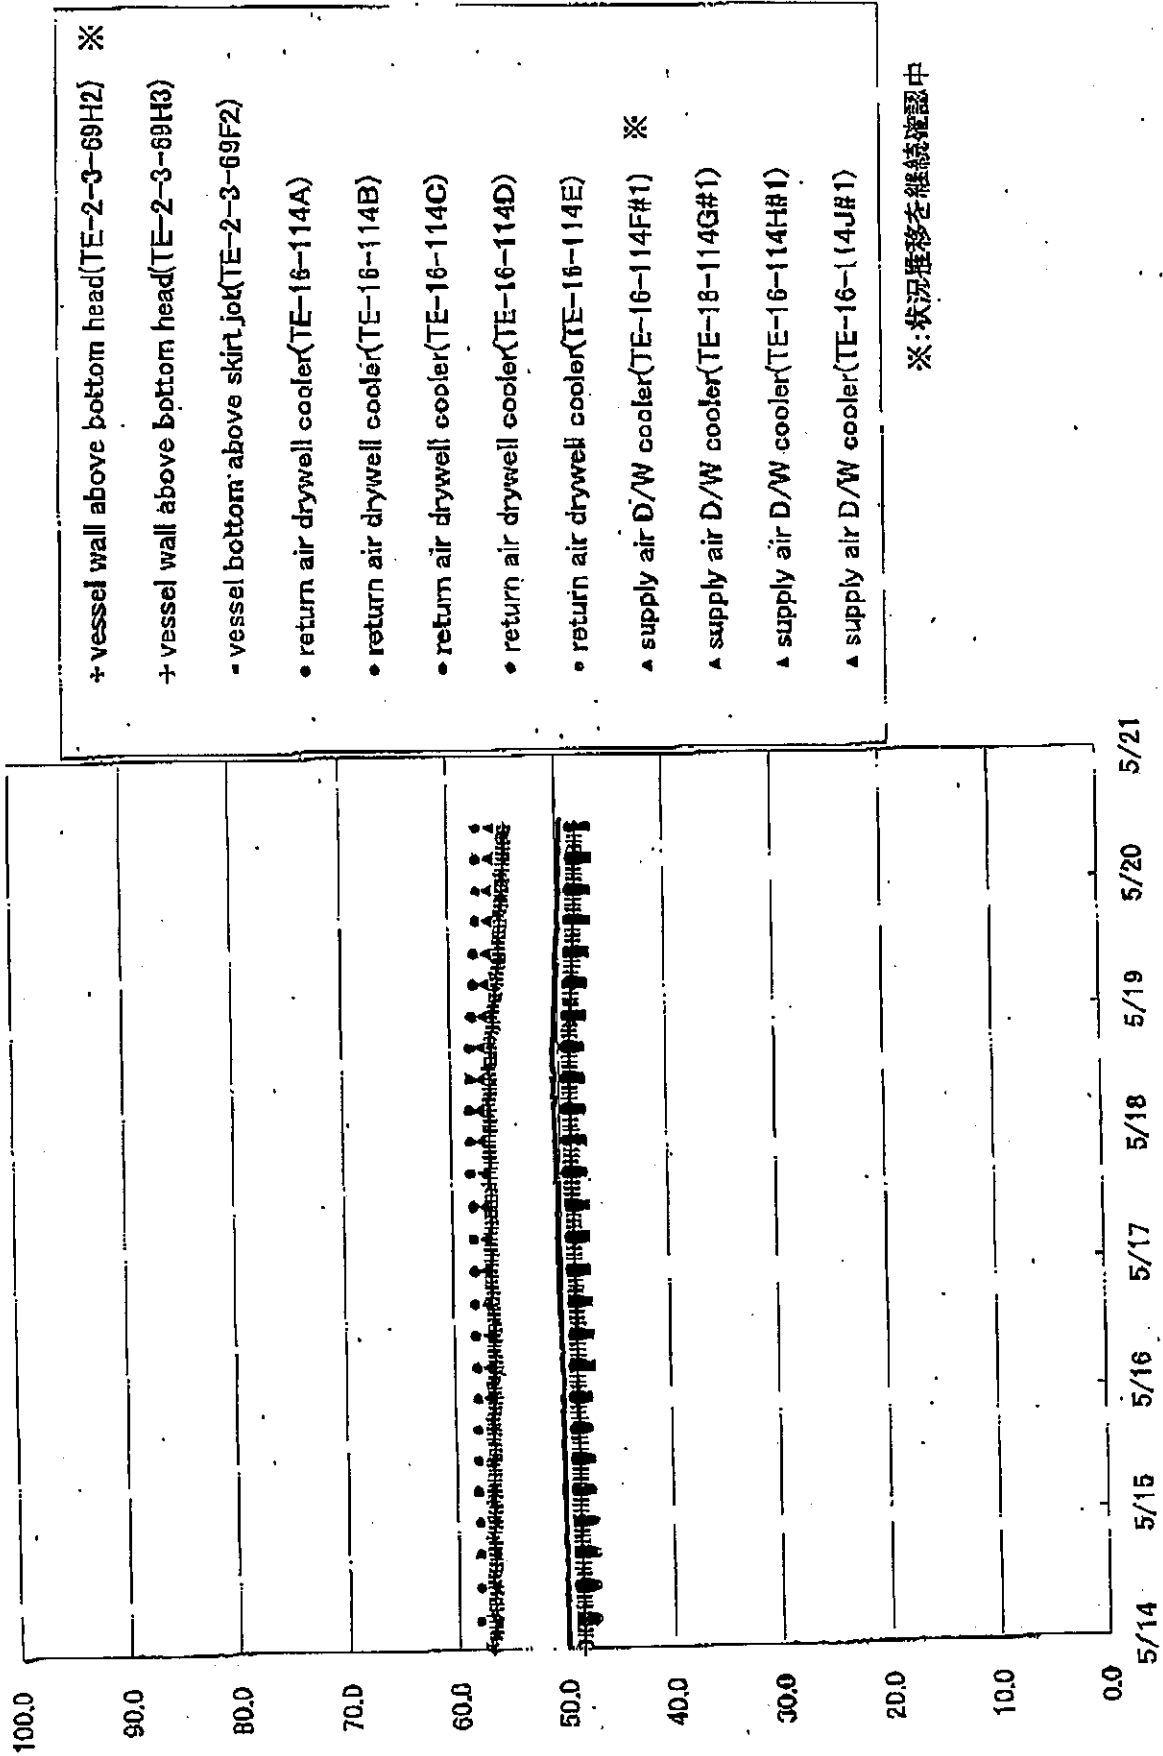 100.0
90.0
80.0
70.0
60.0
50.0
40.0
30.0
20.0
10.0
0.0
5/14
5/15
5/16
5/17
5/18
5/19
5/20
5/21
+ vessel wall above bottom head(TE-2-3-69H2) ※
+ vessel wall above bottom head(TE-2-3-69H3)
- vessel bottom above skirt jot(TE-2-3-69F2)
● return air drywell cooler(TE-16-114A)
● return air drywell cooler(TE-16-114B)
● return air drywell cooler(TE-16-114C)
● return air drywell cooler(TE-16-114D)
● return air drywell cooler(TE-16-114E)
▲ supply air D/W cooler(TE-16-114F#1) ※
▲ supply air D/W cooler(TE-16-114G#1)
▲ supply air D/W cooler(TE-16-114H#1)
▲ supply air D/W cooler(TE-16-114J#1)
※:状況推移を継続確認中